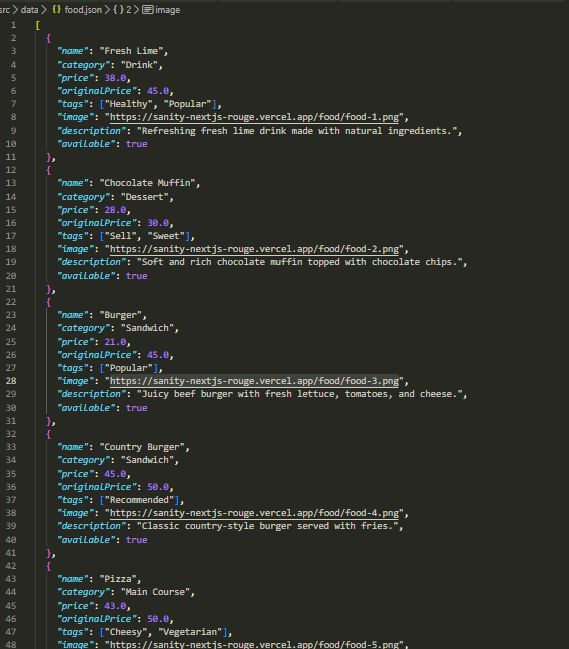 src > data > {} food.json > {} 2 > image
1 [
2 {
3 "name": "Fresh Lime",
4 "category": "Drink",
5 "price": 38.0,
6 "originalPrice": 45.0,
7 "tags": ["Healthy", "Popular"],
8 "image": "https://sanity-nextjs-rouge.vercel.app/food/food-1.png",
9 "description": "Refreshing fresh lime drink made with natural ingredients.",
10 "available": true
11 },
12 {
13 "name": "Chocolate Muffin",
14 "category": "Dessert",
15 "price": 28.0,
16 "originalPrice": 30.0,
17 "tags": ["Sell", "Sweet"],
18 "image": "https://sanity-nextjs-rouge.vercel.app/food/food-2.png",
19 "description": "Soft and rich chocolate muffin topped with chocolate chips.",
20 "available": true
21 },
22 {
23 "name": "Burger",
24 "category": "Sandwich",
25 "price": 21.0,
26 "originalPrice": 45.0,
27 "tags": ["Popular"],
28 "image": "https://sanity-nextjs-rouge.vercel.app/food/food-3.png",
29 "description": "Juicy beef burger with fresh lettuce, tomatoes, and cheese.",
30 "available": true
31 },
32 {
33 "name": "Country Burger",
34 "category": "Sandwich",
35 "price": 45.0,
36 "originalPrice": 50.0,
37 "tags": ["Recommended"],
38 "image": "https://sanity-nextjs-rouge.vercel.app/food/food-4.png",
39 "description": "Classic country-style burger served with fries.",
40 "available": true
41 },
42 {
43 "name": "Pizza",
44 "category": "Main Course",
45 "price": 43.0,
46 "originalPrice": 50.0,
47 "tags": ["Cheesy", "Vegetarian"],
48 "image": "https://sanity-nextjs-rouge.vercel.app/food/food-5.png",